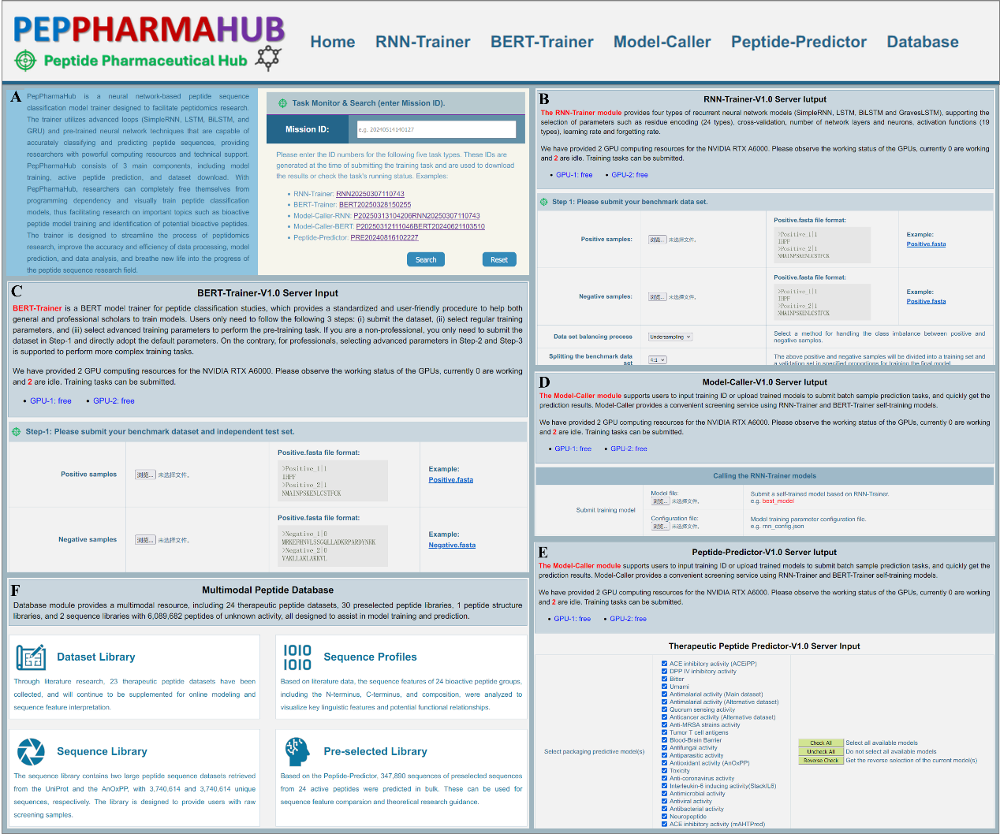 PEPPHARMAHUB
Peptide Pharmaceutical Hub
Home RNN-Trainer BERT-Trainer Model-Caller Peptide-Predictor Database
A
PepPharmaHub is a neural network-based peptide sequence
classification model trainer designed to facilitate peptidomics research.
The trainer utilizes advanced loops (SimpleRNN, LSTM, BiLSTM, and
GRU) and pre-trained neural network techniques that are capable of
accurately classifying and predicting peptide sequences, providing
researchers with powerful computing resources and technical support.
PepPharmaHub consists of 3 main components, including model
training, active peptide prediction, and dataset download. With
PepPharmaHub, researchers can completely free themselves from
programming dependency and visually train peptide classification
models, thus facilitating research on important topics such as bioactive
peptide model training and identification of potential bioactive peptides.
The trainer is designed to streamline the process of peptidomics
research, improve the accuracy and efficiency of data processing, model
prediction, and data analysis, and breathe new life into the progress of
the peptide sequence research field.
Task Monitor & Search (enter Mission ID).
Mission ID: e.g. 20240514140127
Please enter the ID numbers for the following five task types. These IDs are
generated at the time of submitting the training task and are used to download
the results or check the task's running status. Examples:
• RNN-Trainer: RNN20250307110743
• BERT-Trainer: BERT20250328150255
• Model-Caller-RNN: P20250313104206RNN20250307110743
• Model-Caller-BERT: P20250312111046BERT20240621103510
• Peptide-Predictor: PRE20240816102227
Search Reset
B
RNN-Trainer-V1.0 Server Iutput
The RNN-Trainer module provides four types of recurrent neural network models (SimpleRNN, LSTM, BiLSTM and GravesLSTM), supporting the
selection of parameters such as residue encoding (24 types), cross-validation, number of network layers and neurons, activation functions (19
types), learning rate and forgetting rate.
We have provided 2 GPU computing resources for the NVIDIA RTX A6000. Please observe the working status of the GPUs, currently 0 are working
and 2 are idle. Training tasks can be submitted.
• GPU-1: free • GPU-2: free
Step 1: Please submit your benchmark data set.
Positive samples: 浏览... 未选择文件。
Positive.fasta file format:
>Positive_1|1
IHPF
>Positive_2|1
NMAINPSKENLCSTFCK
Example:
Positive.fasta
Negative samples: 浏览... 未选择文件。
Positive.fasta file format:
>Positive_1|1
IHPF
>Positive_2|1
NMAINPSKENLCSTFCK
Example:
Positive.fasta
Data set balancing process Undersampling Select a method for handling the class imbalance between positive and
negative samples.
Splitting the benchmark data
set
4:1
The above positive and negative samples will be divided into a training set and
a validation set in specified proportions for training the final model.
C
BERT-Trainer-V1.0 Server Input
BERT-Trainer is a BERT model trainer for peptide classification studies, which provides a standardized and user-friendly procedure to help both
general and professional scholars to train models. Users only need to follow the following 3 steps: (i) submit the dataset, (ii) select regular training
parameters, and (iii) select advanced training parameters to perform the pre-training task. If you are a non-professional, you only need to submit the
dataset in Step-1 and directly adopt the default parameters. On the contrary, for professionals, selecting advanced parameters in Step-2 and Step-3
is supported to perform more complex training tasks.
We have provided 2 GPU computing resources for the NVIDIA RTX A6000. Please observe the working status of the GPUs, currently 0 are working
and 2 are idle. Training tasks can be submitted.
• GPU-1: free • GPU-2: free
Step-1: Please submit your benchmark dataset and independent test set.
Positive samples 浏览... 未选择文件。
Positive.fasta file format:
>Positive_1|1
IHPF
>Positive_2|1
NMAINPSKENLCSTFCK
Example:
Positive.fasta
Negative samples 浏览... 未选择文件。
Positive.fasta file format:
>Negative_1|0
MRKEFHNVLSSGQLLADKRPARDYNRK
>Negative_2|0
VAKLLAKLAKKVL
Example:
Negative.fasta
D
Model-Caller-V1.0 Server Iutput
The Model-Caller module supports users to input training ID or upload trained models to submit batch sample prediction tasks, and quickly get the
prediction results. Model-Caller provides a convenient screening service using RNN-Trainer and BERT-Trainer self-training models.
We have provided 2 GPU computing resources for the NVIDIA RTX A6000. Please observe the working status of the GPUs, currently 0 are working
and 2 are idle. Training tasks can be submitted.
• GPU-1: free • GPU-2: free
Calling the RNN-Trainer models
Submit training model
Model file:
浏览... 未选择文件。
Submit a self-trained model based on RNN-Trainer.
e.g. best_model
Configuration file:
浏览... 未选择文件。
Model training parameter configuration file.
e.g. rnn_config.json
E
Peptide-Predictor-V1.0 Server Iutput
The Model-Caller module supports users to input training ID or upload trained models to submit batch sample prediction tasks, and quickly get the
prediction results. Model-Caller provides a convenient screening service using RNN-Trainer and BERT-Trainer self-training models.
We have provided 2 GPU computing resources for the NVIDIA RTX A6000. Please observe the working status of the GPUs, currently 0 are working
and 2 are idle. Training tasks can be submitted.
• GPU-1: free • GPU-2: free
Therapeutic Peptide Predictor-V1.0 Server Input
Select packaging predictive model(s)
ACE inhibitory activity (ACEiPP)
DPP IV inhibitory activity
Bitter
Umami
Antimalarial activity (Main dataset)
Antimalarial activity (Alternative dataset)
Quorum sensing activity
Anticancer activity (Alternative dataset)
Anti-MRSA strains activity
Tumor T cell antigens
Blood-Brain Barrier
Antifungal activity
Antiparasitic activity
Antioxidant activity (AnOxPP)
Toxicity
Anti-coronavirus activity
Interleukin-6 inducing activity(StackIL6)
Antimicrobial activity
Antiviral activity
Antibacterial activity
Neuropeptide
ACE inhibitory activity (mAHTPred)
Check All Select all available models
Uncheck All Do not select all available models
Reverse Check Get the reverse selection of the current model(s)
F
Multimodal Peptide Database
Database module provides a multimodal resource, including 24 therapeutic peptide datasets, 30 preselected peptide libraries, 1 peptide structure
libraries, and 2 sequence libraries with 6,089,682 peptides of unknown activity, all designed to assist in model training and prediction.
Dataset Library
Through literature research, 23 therapeutic peptide datasets have been
collected, and will continue to be supplemented for online modeling and
sequence feature interpretation.
1010
1010
Sequence Profiles
Based on literature data, the sequence features of 24 bioactive peptide groups,
including the N-terminus, C-terminus, and composition, were analyzed to
visualize key linguistic features and potential functional relationships.
Sequence Library
The sequence library contains two large peptide sequence datasets retrieved
from the UniProt and the AnOxPP, with 3,740,614 and 3,740,614 unique
sequences, respectively. The library is designed to provide users with raw
screening samples.
Pre-selected Library
Based on the Peptide-Predictor, 347,890 sequences of preselected sequences
from 24 active peptides were predicted in bulk. These can be used for
sequence feature comparsion and theoretical research guidance.